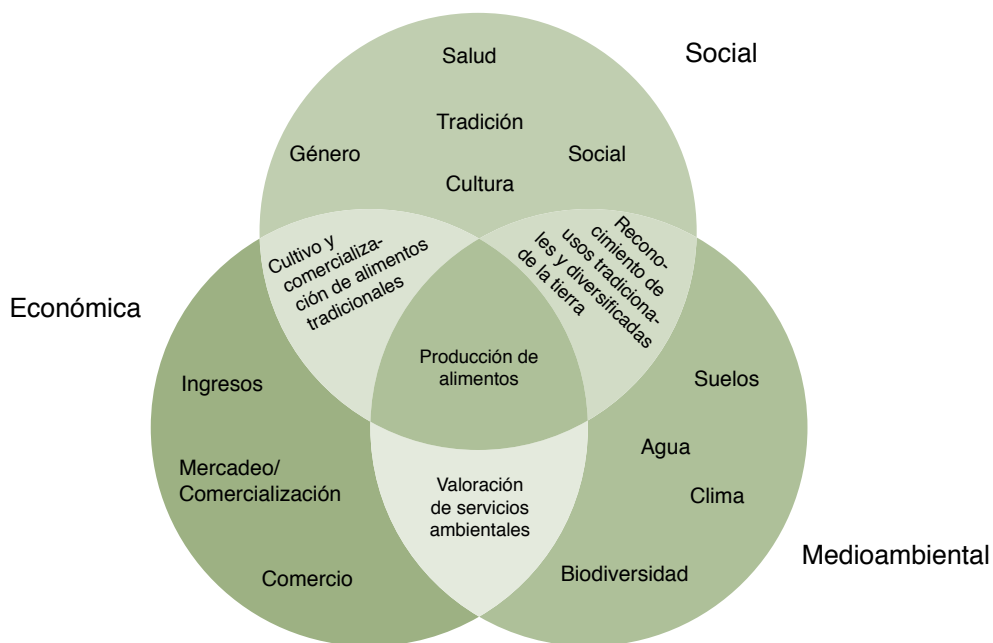 Social
Salud
Tradición
Género
Social
Cultura
Cultivo y
comercializa-
ción de alimentos
tradicionales
Recono-
cimiento de
usos tradiciona-
les y diversificadas
de la tierra
Económica
Producción de
alimentos
Ingresos
Mercadeo/
Comercialización
Comercio
Valoración
de servicios
ambientales
Suelos
Agua
Clima
Biodiversidad
Medioambiental